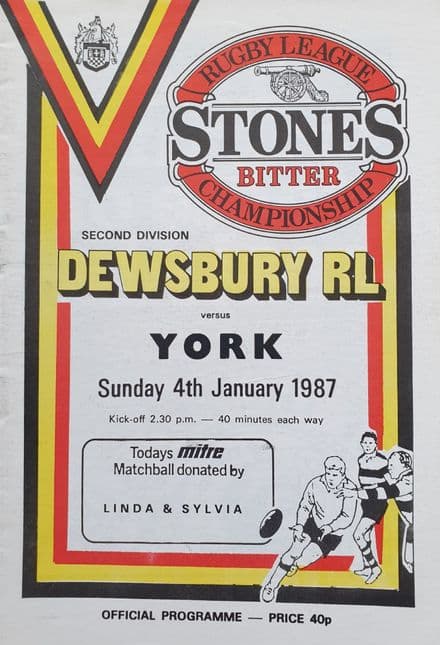 RUGBY LEAGUE
STONES
BITTER
CHAMPIONSHIP
SECOND DIVISION
DEWSBURY RL
versus
YORK
Sunday 4th January 1987
Kick-off 2.30 p.m. — 40 minutes each way
Todays mitre
Matchball donated by
LINDA & SYLVIA
OFFICIAL PROGRAMME — PRICE 40p